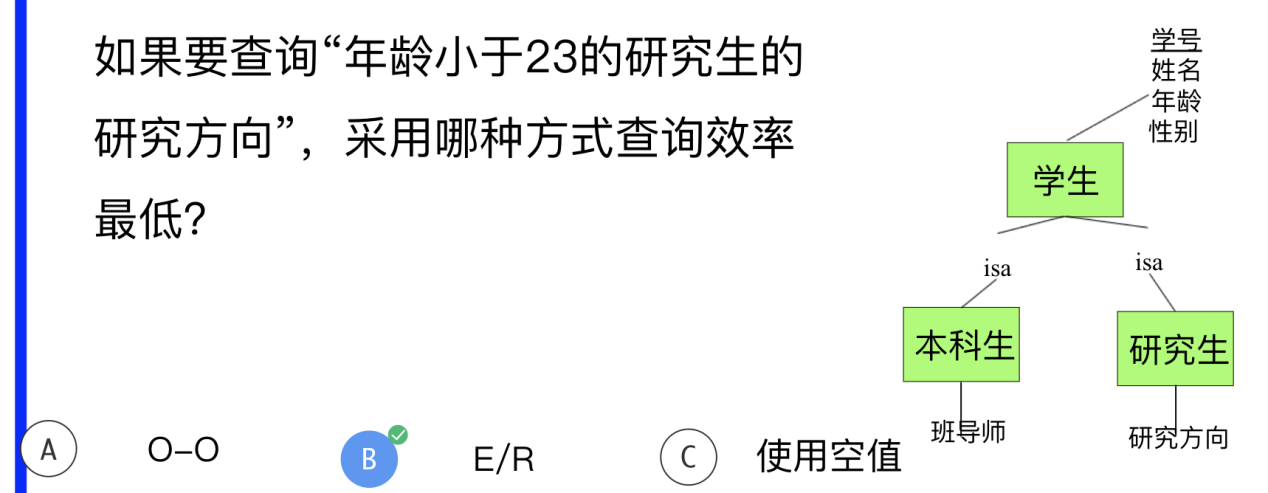 如果要查询“年龄小于23的研究生的
研究方向”，采用哪种方式查询效率
最低?
学号
姓名
年龄
性别
学生
isa
isa
本科生
研究生
班导师
研究方向
A
O–O
B
E/R
C
使用空值